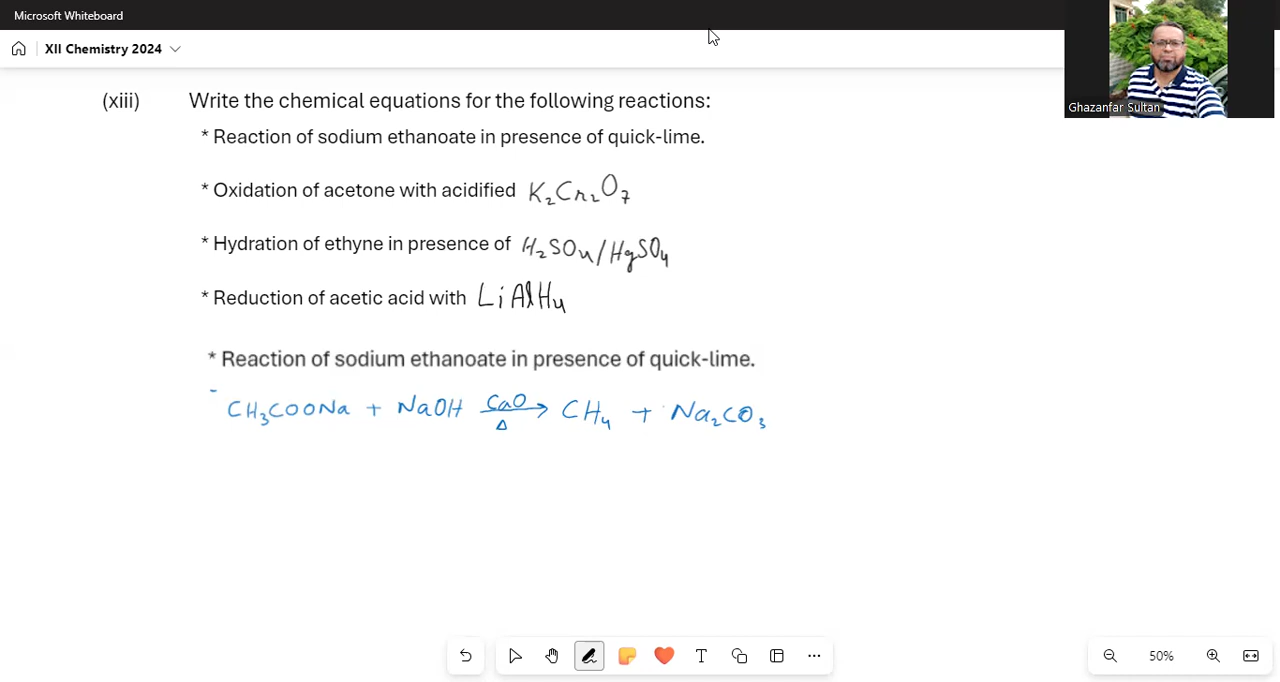 Microsoft Whiteboard
XII Chemistry 2024
Ghazanfar Sultan
(xiii) Write the chemical equations for the following reactions:
* Reaction of sodium ethanoate in presence of quick-lime.
* Oxidation of acetone with acidified K₂Cr₂O₇
* Hydration of ethyne in presence of H₂SO₄/HgSO₄
* Reduction of acetic acid with LiAlH₄
* Reaction of sodium ethanoate in presence of quick-lime.
CH₃COONa + NaOH CaO Δ → CH₄ + Na₂CO₃
50%